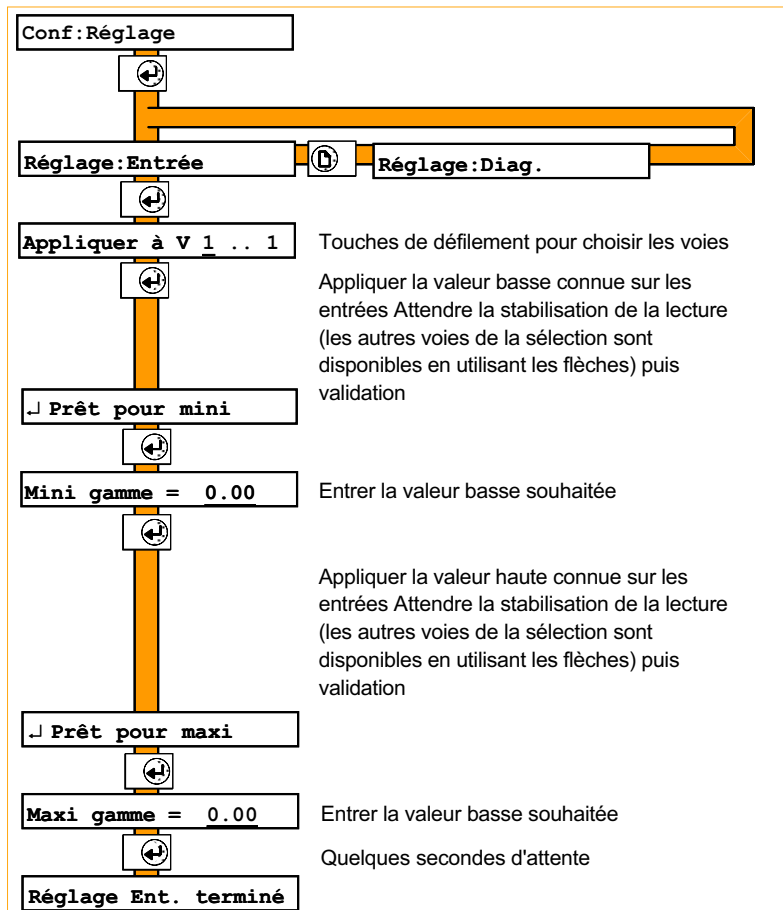 Conf:Réglage
Réglage:Entrée
Réglage:Diag.
Appliquer à V 1 .. 1
Touches de défilement pour choisir les voies
Appliquer la valeur basse connue sur les
entrées Attendre la stabilisation de la lecture
(les autres voies de la sélection sont
disponibles en utilisant les flèches) puis
validation
↵ Prêt pour mini
Mini gamme = 0.00
Entrer la valeur basse souhaitée
Appliquer la valeur haute connue sur les
entrées Attendre la stabilisation de la lecture
(les autres voies de la sélection sont
disponibles en utilisant les flèches) puis
validation
↵ Prêt pour maxi
Maxi gamme = 0.00
Entrer la valeur basse souhaitée
Quelques secondes d'attente
Réglage Ent. terminé